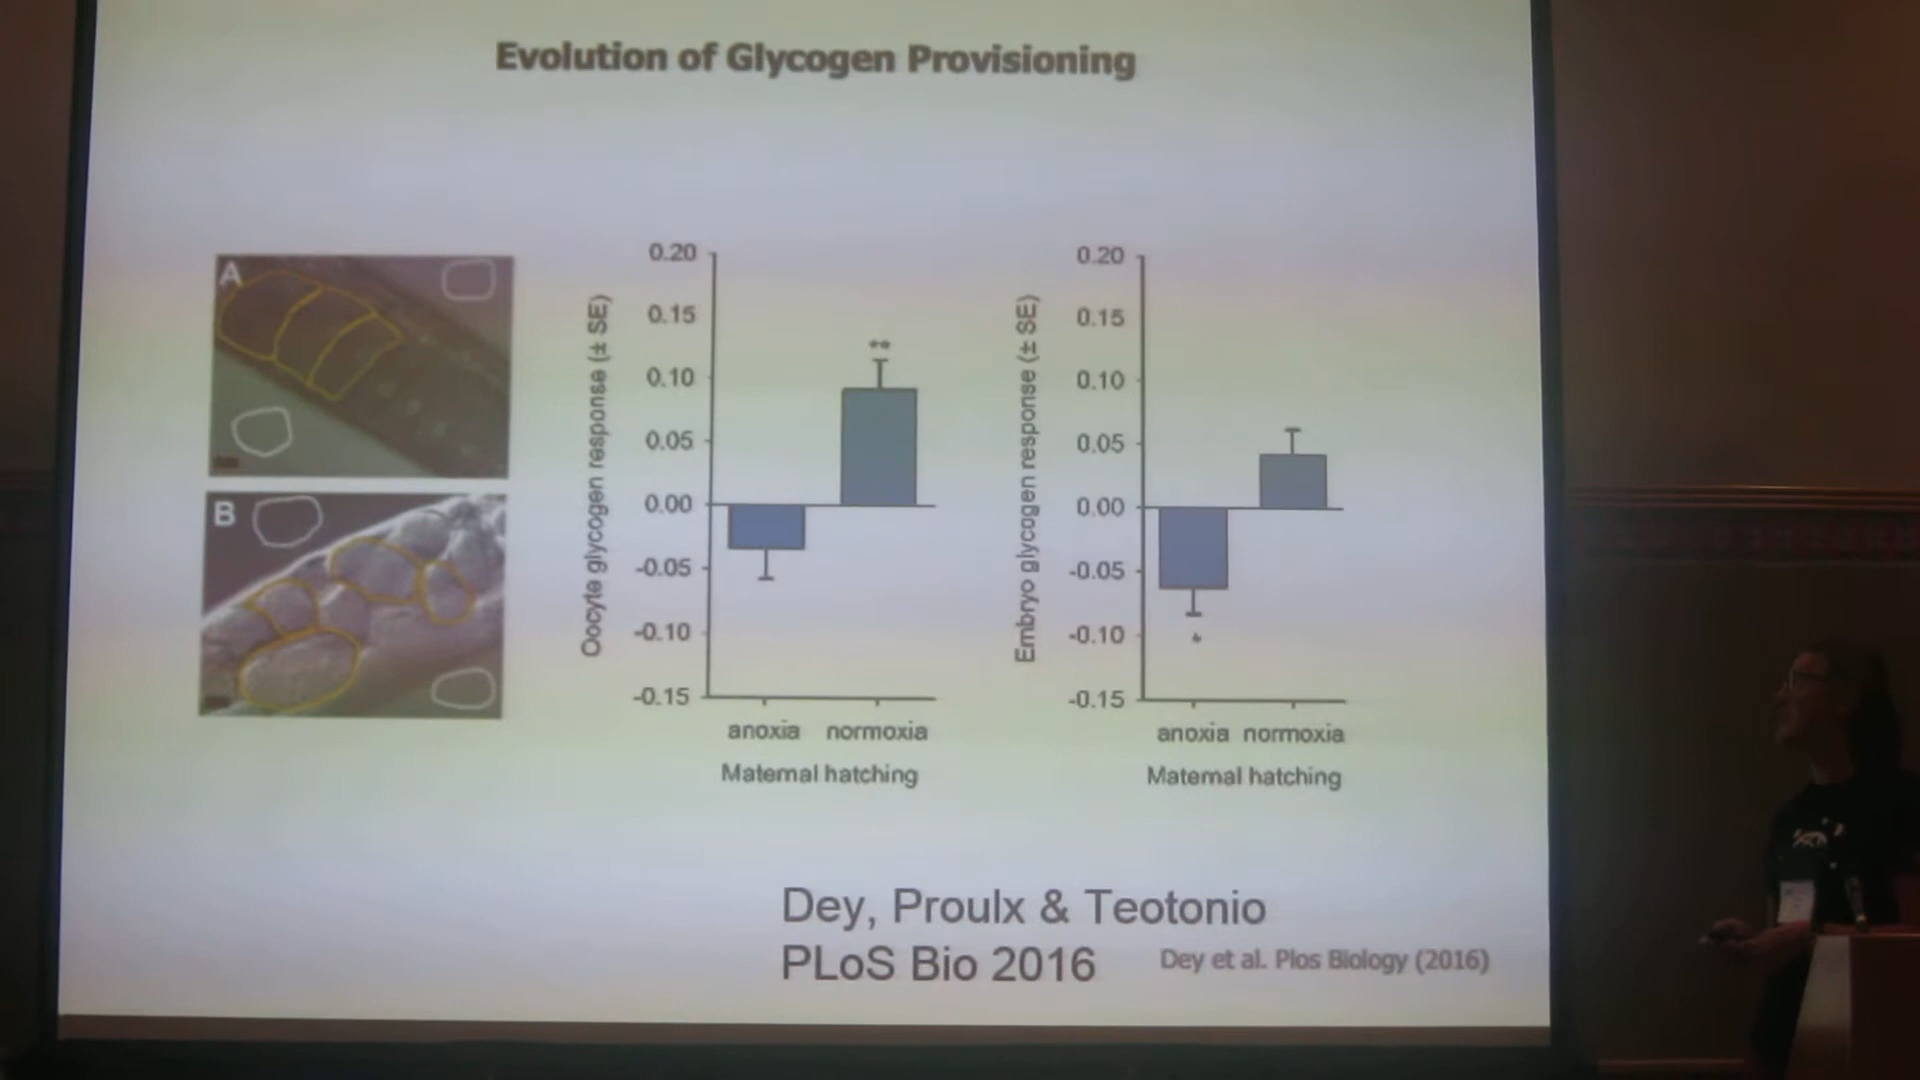 Evolution of Glycogen Provisioning
A
B
Oocyte glycogen response (± SE)
0.20
0.15
0.10
0.05
0.00
-0.05
-0.10
-0.15
**
anoxia normoxia
Maternal hatching
Embryo glycogen response (± SE)
0.20
0.15
0.10
0.05
0.00
-0.05
-0.10
-0.15
*
anoxia normoxia
Maternal hatching
Dey, Proulx & Teotonio
PLoS Bio 2016
Dey et al. Plos Biology (2016)